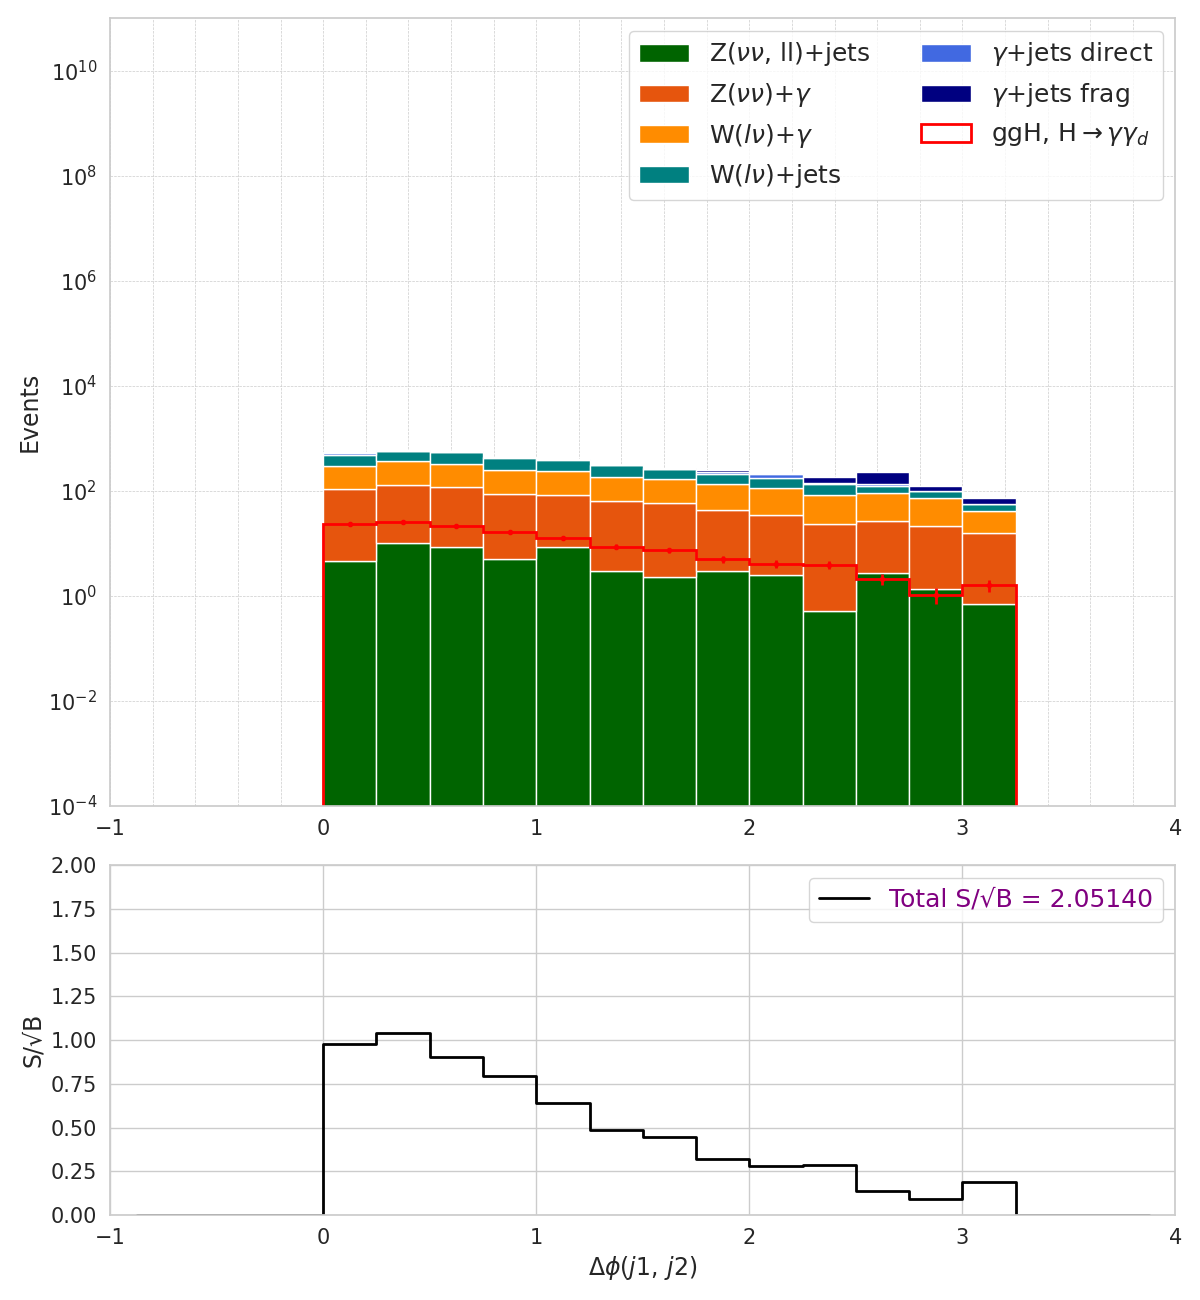 Z(νν, ll)+jets
Z(νν)+γ
W(lν)+γ
W(lν)+jets
γ+jets direct
γ+jets frag
ggH, H→γγ_d
Events
10^10
10^8
10^6
10^4
10^2
10^0
10^−2
10^−4
−1 0 1 2 3 4
Total S/√B = 2.05140
S/√B
2.00
1.75
1.50
1.25
1.00
0.75
0.50
0.25
0.00
−1 0 1 2 3 4
Δϕ(j1, j2)